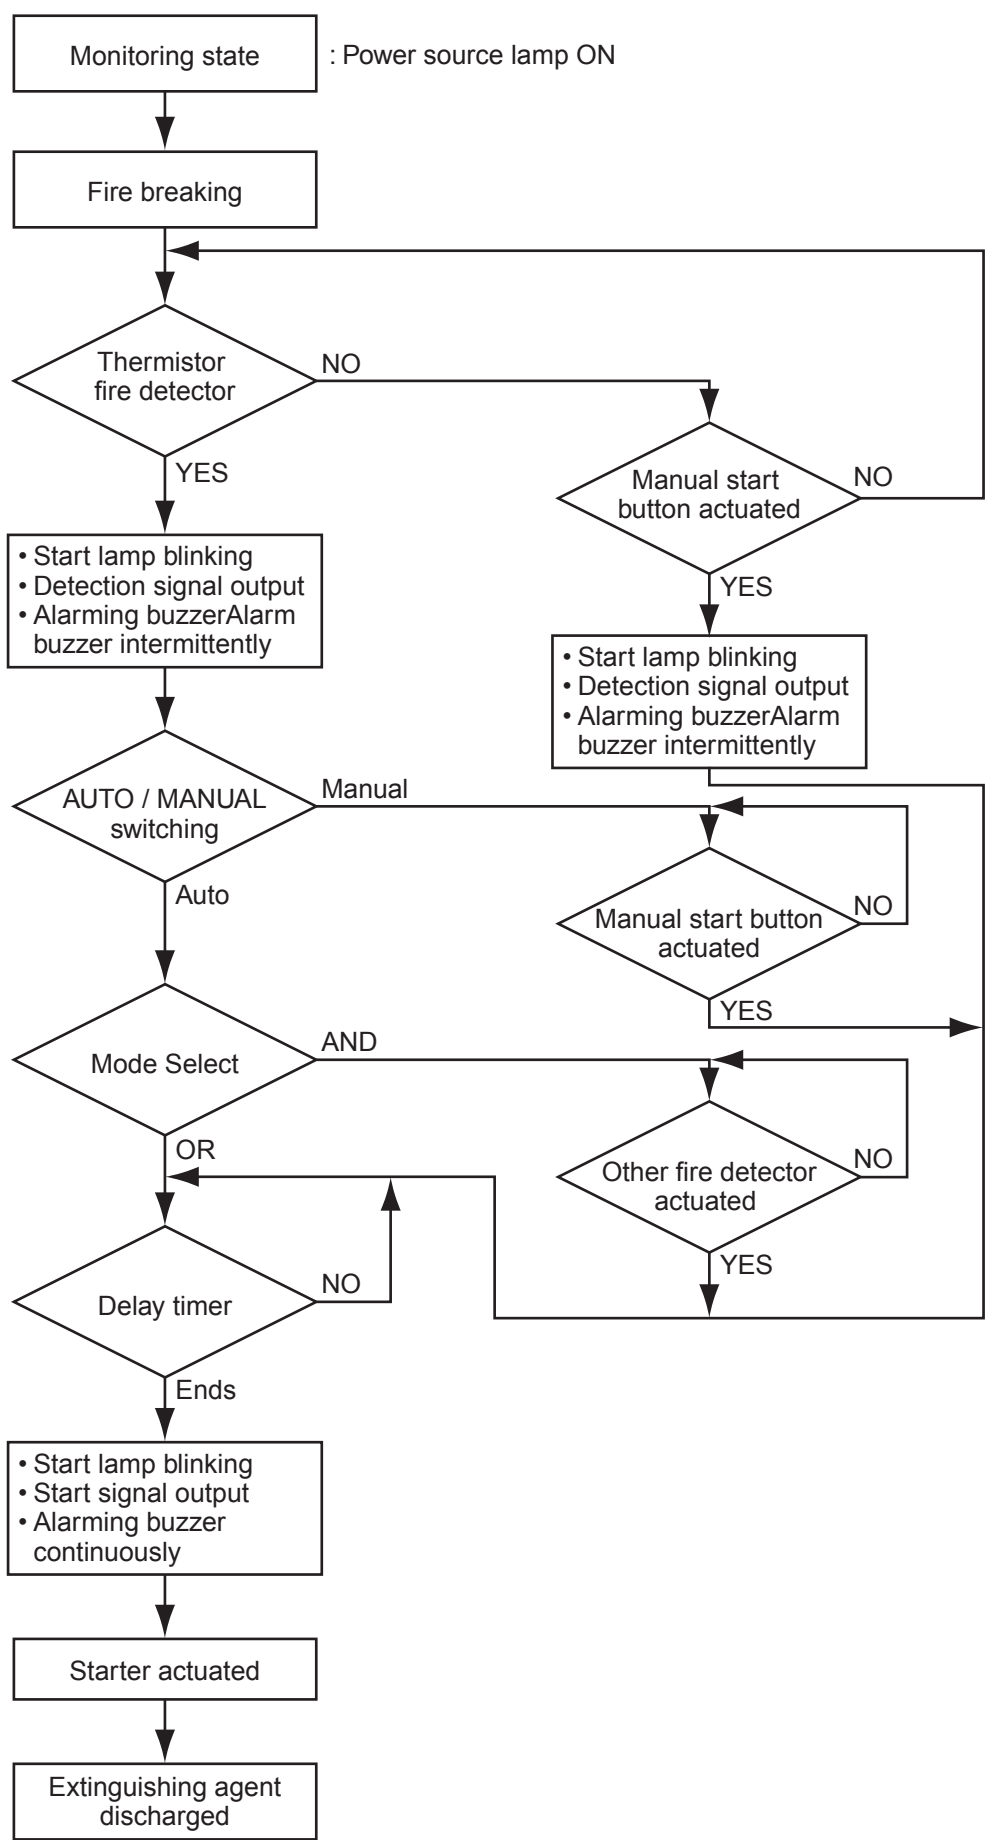 Monitoring state
: Power source lamp ON
Fire breaking
Thermistor
fire detector
NO
YES
Manual start
button actuated
NO
YES
• Start lamp blinking
• Detection signal output
• Alarming buzzerAlarm
buzzer intermittently
• Start lamp blinking
• Detection signal output
• Alarming buzzerAlarm
buzzer intermittently
AUTO / MANUAL
switching
Manual
Auto
Manual start button
actuated
NO
YES
Mode Select
AND
OR
Other fire detector
actuated
NO
YES
Delay timer
NO
Ends
• Start lamp blinking
• Start signal output
• Alarming buzzer
continuously
Starter actuated
Extinguishing agent
discharged